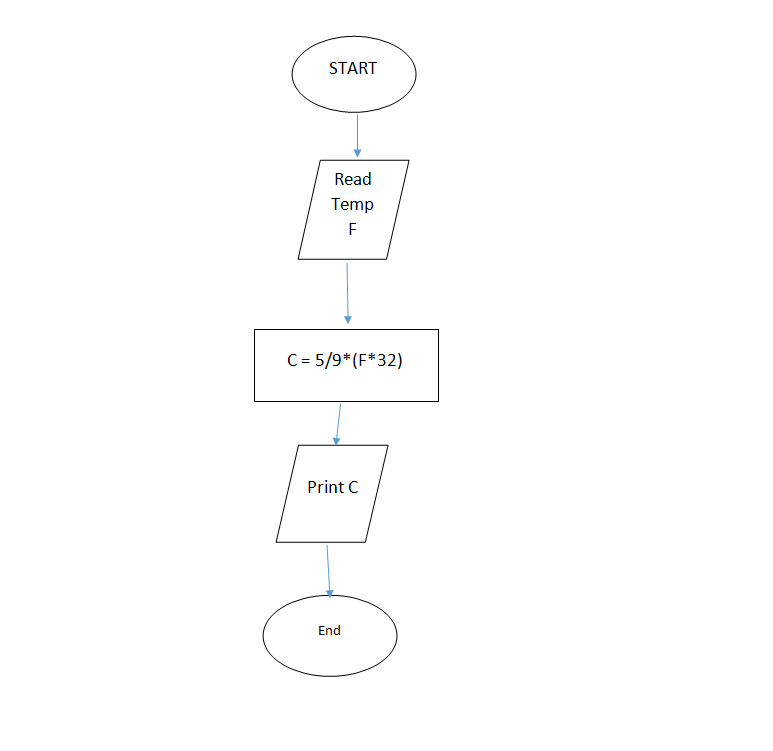 START
Read
Temp
F
C = 5/9*(F*32)
Print C
End